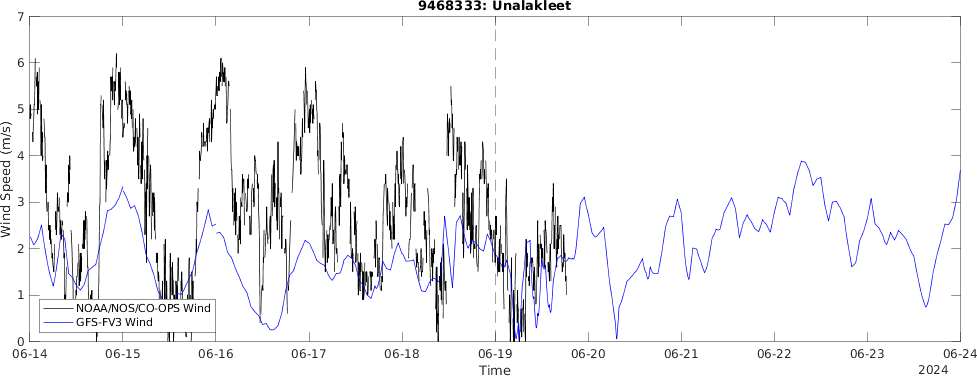 9468333: Unalakleet
Wind Speed (m/s)
7
6
5
4
3
2
1
0
NOAA/NOS/CO-OPS Wind
GFS-FV3 Wind
06-14 06-15 06-16 06-17 06-18 06-19 06-20 06-21 06-22 06-23 06-24
Time
2024